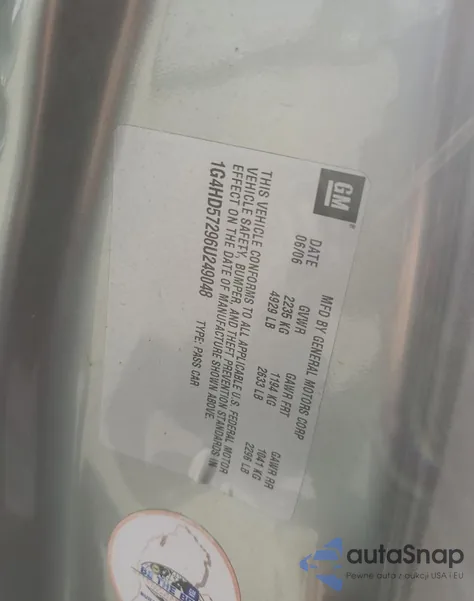 GM
MFD BY GENERAL MOTORS CORP
DATE GVWR GAWR FRT GAWR RR
06/06 2235 KG 1194 KG 1041 KG
4929 LB 2633 LB 2296 LB
THIS VEHICLE CONFORMS TO ALL APPLICABLE U.S. FEDERAL MOTOR
VEHICLE SAFETY, BUMPER, AND THEFT PREVENTION STANDARDS IN
EFFECT ON THE DATE OF MANUFACTURE SHOWN ABOVE.
1G4HD57296U249048 TYPE: PASS CAR
autaSnap
Pewne auta z aukcji USA i EU